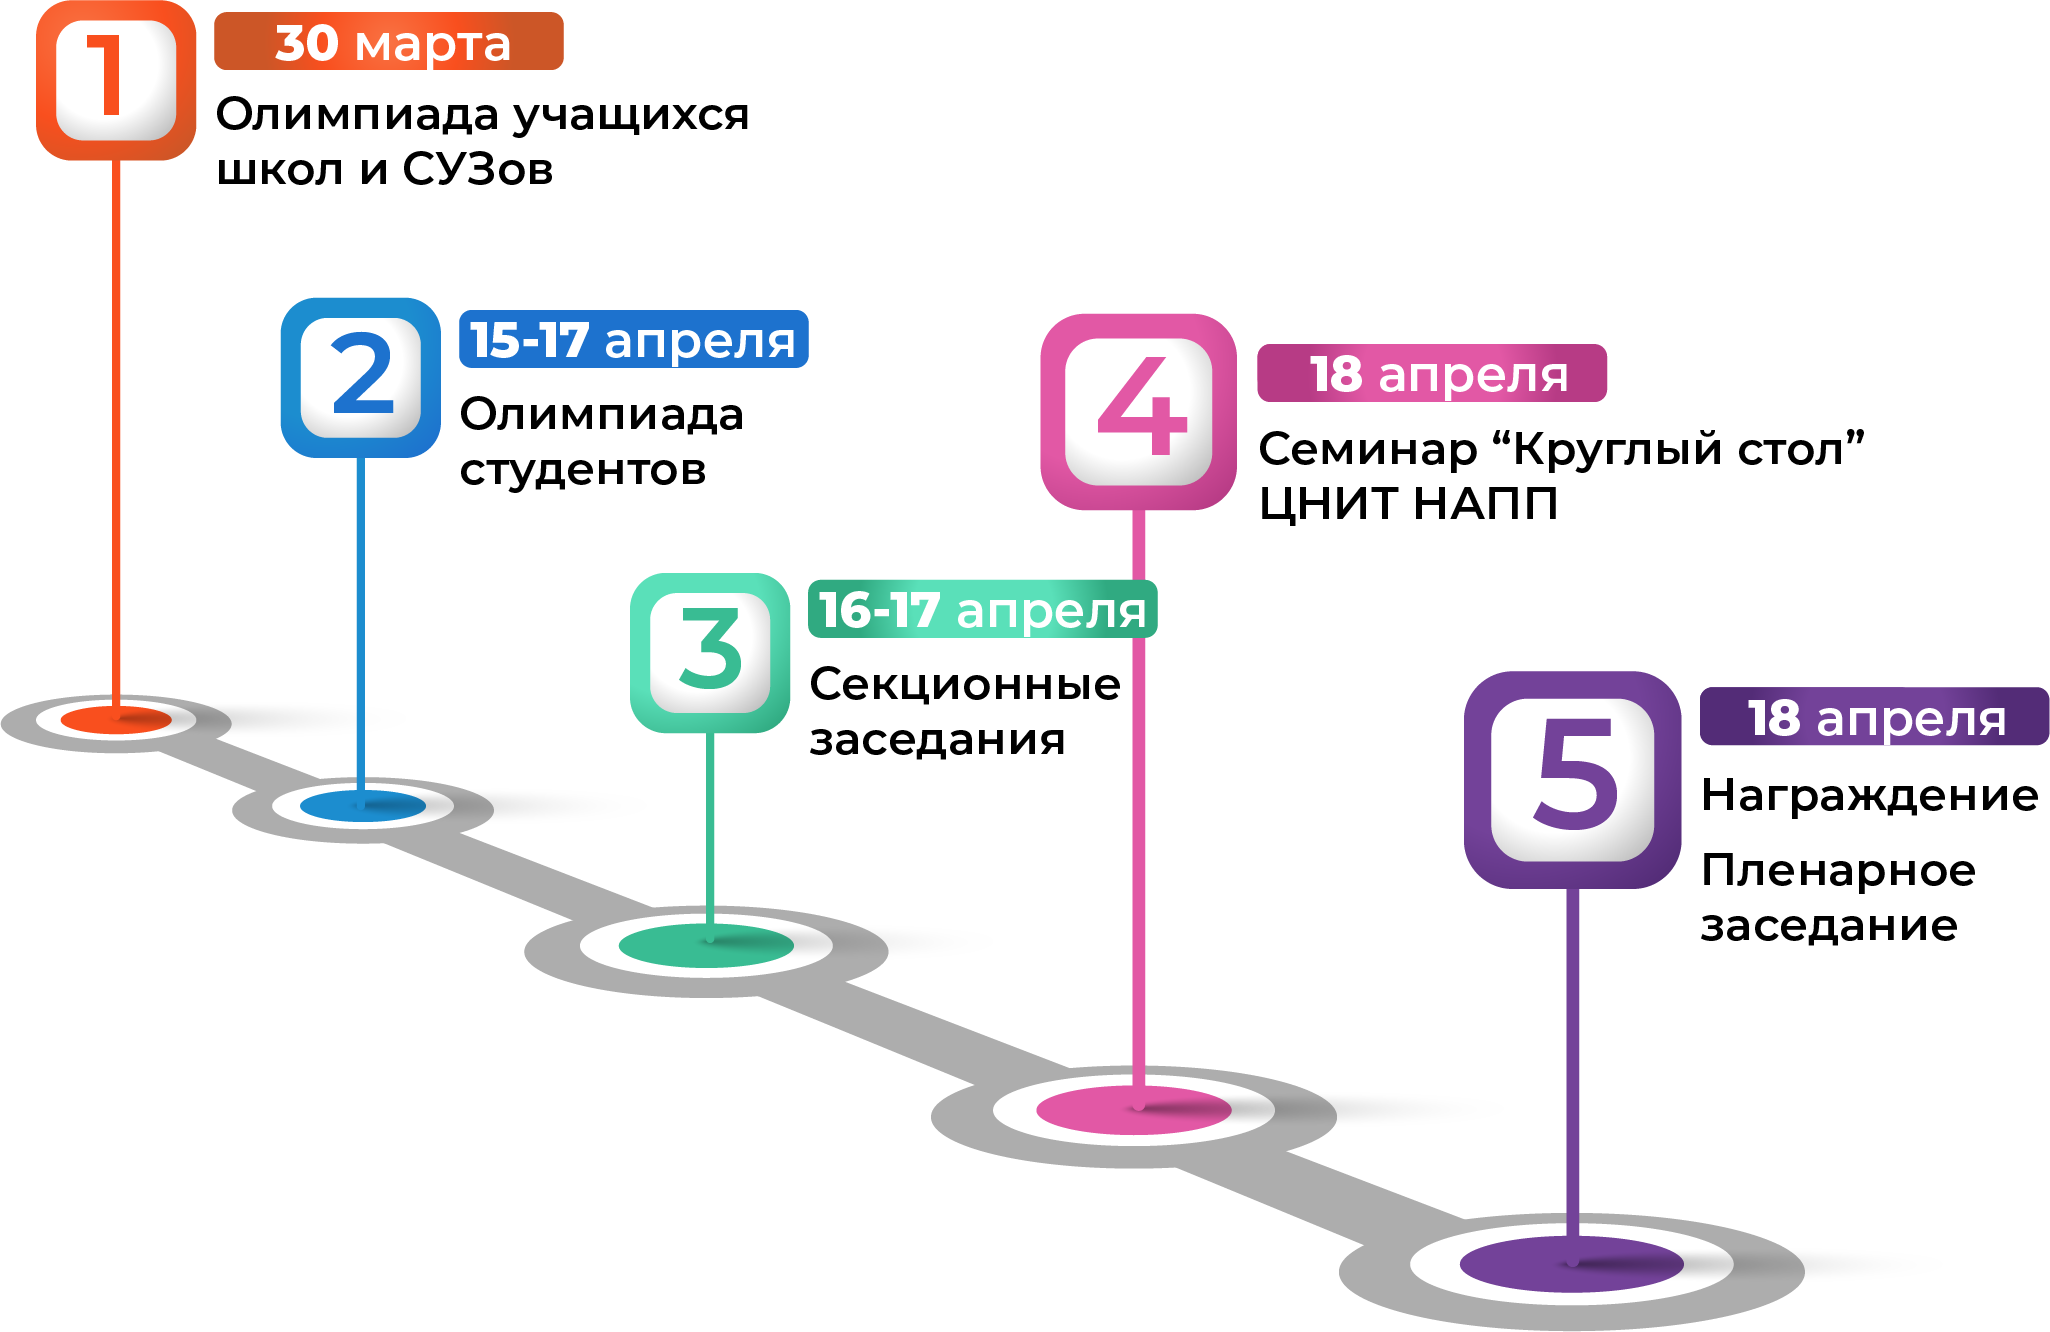 1
30 марта
Олимпиада учащихся
школ и СУЗов
2
15-17 апреля
Олимпиада
студентов
3
16-17 апреля
Секционные
заседания
4
18 апреля
Семинар “Круглый стол”
ЦНИТ НАПП
5
18 апреля
Награждение
Пленарное
заседание